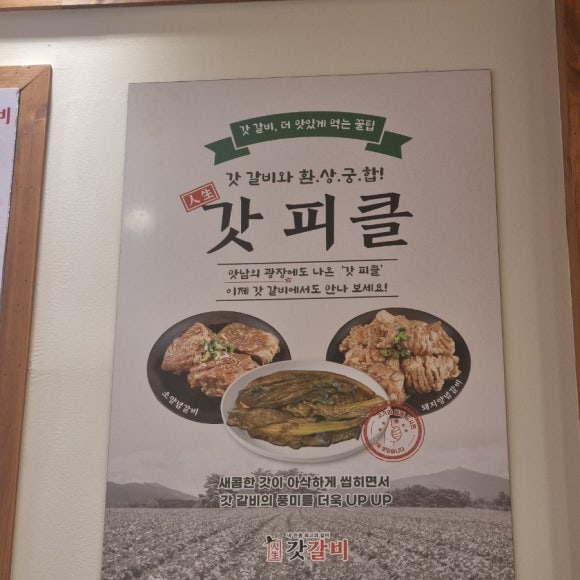 비
갓 갈비, 더 맛있게 먹는 꿀팁
갓 갈비와 환.상.궁.합!
人生
갓 피클
맛남의 광장에도 나온 '갓 피클'
이제 갓 갈비에서도 만나 보세요!
소양념갈비
돼지양념갈비
새콤한 갓이 아삭하게 씹히면서
갓 갈비의 풍미를 더욱 UP UP
人生
갓갈비